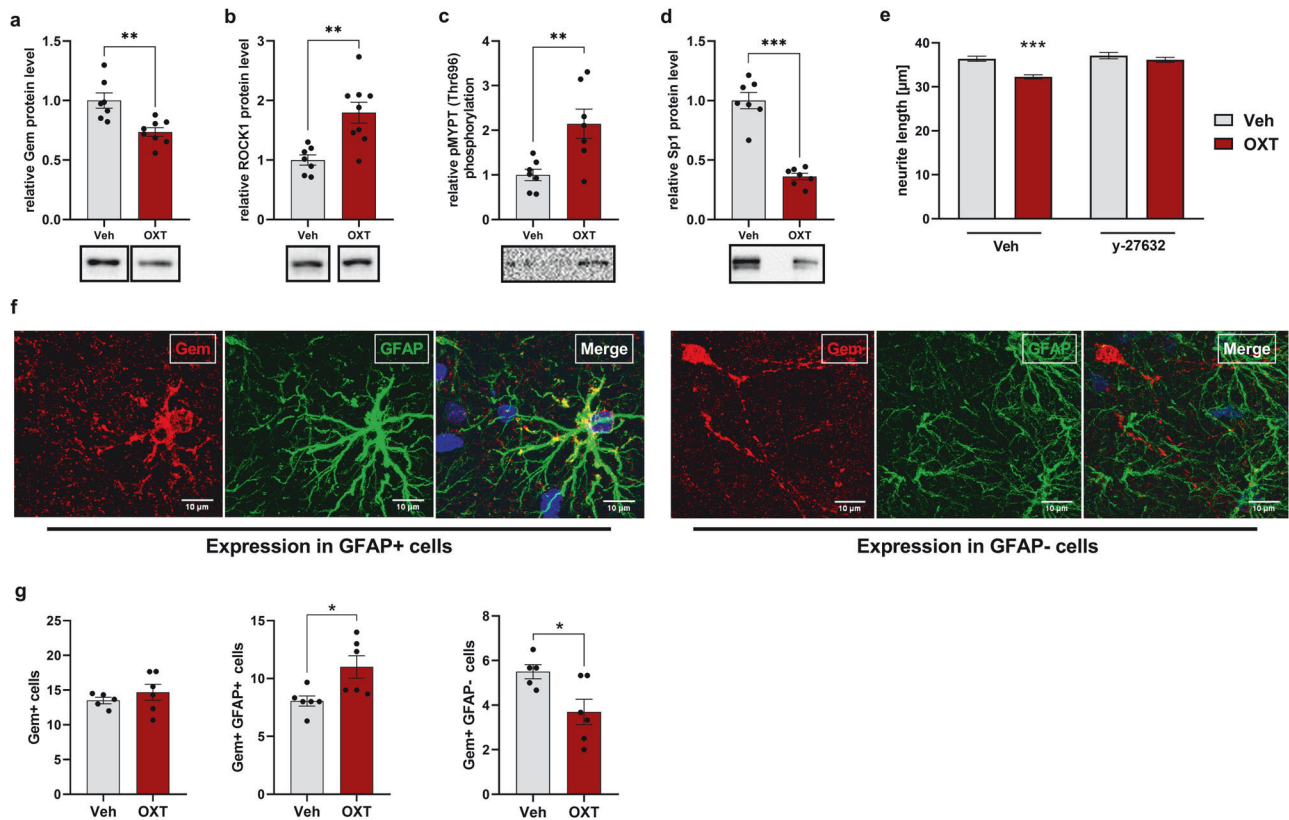 a
relative Gem protein level
1.5
1.0
0.5
0.0
**
Veh OXT
b
relative ROCK1 protein level
3
2
1
0
**
Veh OXT
c
relative pMYPT (Thr696)
phosphorylation
4
3
2
1
0
**
Veh OXT
d
relative Sp1 protein level
1.5
1.0
0.5
0.0
***
Veh OXT
e
neurite length [µm]
40
30
20
10
0
***
Veh y-27632
Veh
OXT
f
Gem GFAP Merge
10 µm 10 µm 10 µm
Expression in GFAP+ cells
Gem GFAP Merge
10 µm 10 µm 10 µm
Expression in GFAP- cells
g
Gem+ cells
25
20
15
10
5
0
Veh OXT
Gem+ GFAP+ cells
15
10
5
0
*
Veh OXT
Gem+ GFAP- cells
8
6
4
2
0
*
Veh OXT